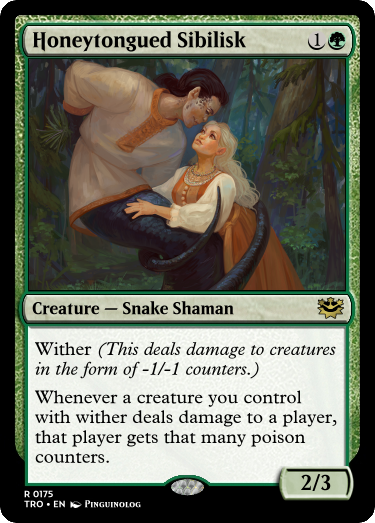 Honeytongued Sibilisk 1
Creature — Snake Shaman
Wither (This deals damage to creatures
in the form of -1/-1 counters.)
Whenever a creature you control
with wither deals damage to a player,
that player gets that many poison
counters.
2/3
R 0175
TRO • EN Pinguinolog